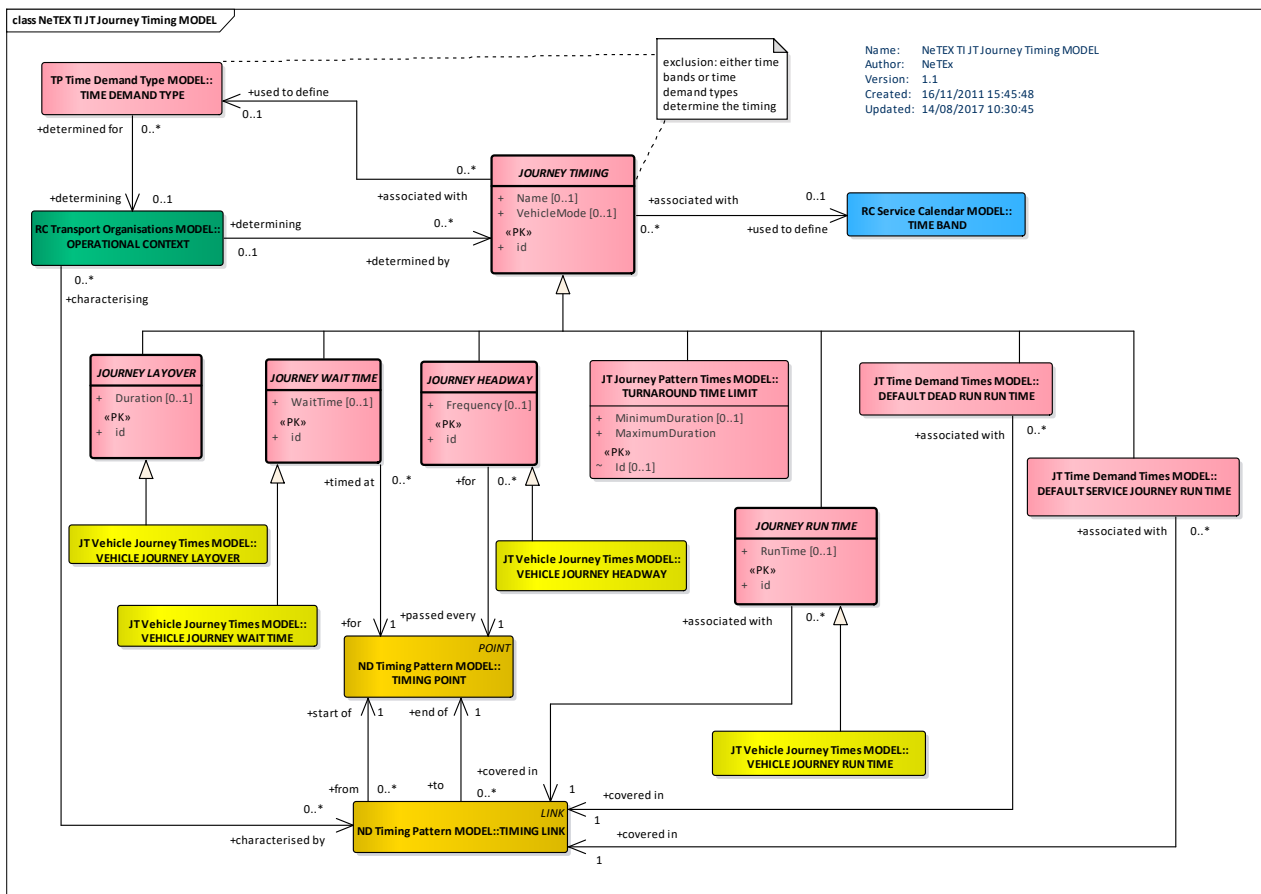 class NeTEX TI JT Journey Timing MODEL
Name: NeTEX TI JT Journey Timing MODEL
Author: NeTEx
Version: 1.1
Created: 16/11/2011 15:45:48
Updated: 14/08/2017 10:30:45
exclusion: either time
bands or time
demand types
determine the timing
TP Time Demand Type MODEL::
TIME DEMAND TYPE
+used to define
0..1
+determined for
0..*
0..*
+associated with
+determining
0..1
JOURNEY TIMING
+ Name [0..1]
+ VehicleMode [0..1]
«PK»
+ id
+associated with
0..1
0..*
+used to define
RC Service Calendar MODEL::
TIME BAND
RC Transport Organisations MODEL::
OPERATIONAL CONTEXT
+determining
0..*
0..1
+determined by
0..*
+characterising
JOURNEY LAYOVER
+ Duration [0..1]
«PK»
+ id
JOURNEY WAIT TIME
+ WaitTime [0..1]
«PK»
+ id
JOURNEY HEADWAY
+ Frequency [0..1]
«PK»
+ id
JT Journey Pattern Times MODEL::
TURNAROUND TIME LIMIT
+ MinimumDuration [0..1]
+ MaximumDuration
«PK»
~ Id [0..1]
JT Time Demand Times MODEL::
DEFAULT DEAD RUN RUN TIME
+associated with
0..*
JT Time Demand Times MODEL::
DEFAULT SERVICE JOURNEY RUN TIME
+associated with
0..*
+timed at
0..*
+for
0..*
JOURNEY RUN TIME
+ RunTime [0..1]
«PK»
+ id
JT Vehicle Journey Times MODEL::
VEHICLE JOURNEY LAYOVER
JT Vehicle Journey Times MODEL::
VEHICLE JOURNEY HEADWAY
JT Vehicle Journey Times MODEL::
VEHICLE JOURNEY WAIT TIME
+for
1
+passed every
1
+associated with
0..*
POINT
ND Timing Pattern MODEL::
TIMING POINT
+start of
1
+end of
1
JT Vehicle Journey Times MODEL::
VEHICLE JOURNEY RUN TIME
+from
0..*
+to
0..*
+covered in
1
+covered in
1
0..*
+characterised by
LINK
ND Timing Pattern MODEL::TIMING LINK
+covered in
1